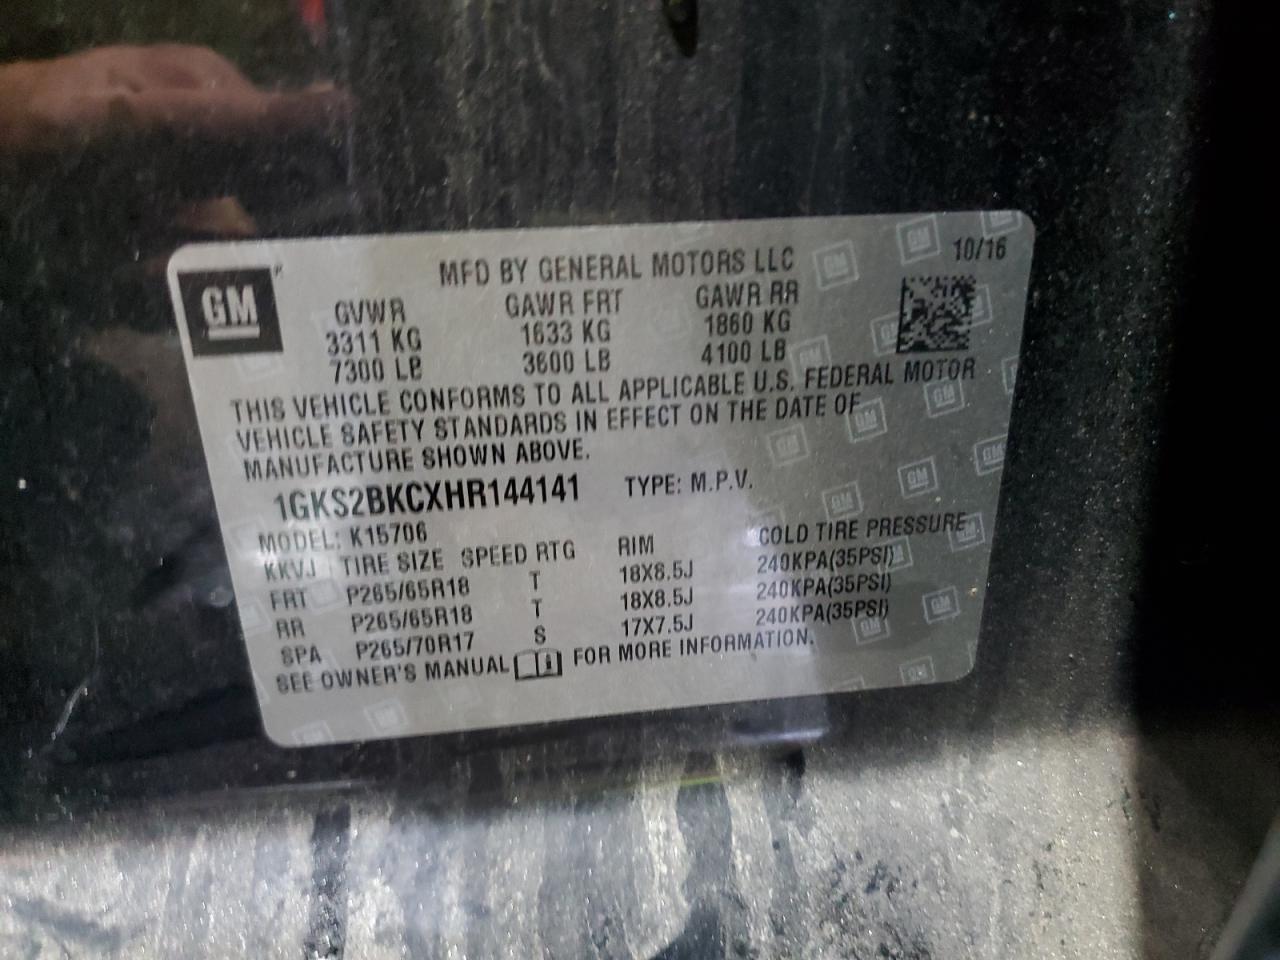 GM
MFD BY GENERAL MOTORS LLC
10/16
GVWR GAWR FRT GAWR RR
3311 KG 1633 KG 1860 KG
7300 LB 3600 LB 4100 LB
THIS VEHICLE CONFORMS TO ALL APPLICABLE U.S. FEDERAL MOTOR
VEHICLE SAFETY STANDARDS IN EFFECT ON THE DATE OF
MANUFACTURE SHOWN ABOVE.
1GKS2BKCXHR144141 TYPE: M.P.V.
MODEL: K15706
KKVJ TIRE SIZE SPEED RTG RIM COLD TIRE PRESSURE
FRT P265/65R18 T 18X8.5J 240KPA(35PSI)
RR P265/65R18 T 18X8.5J 240KPA(35PSI)
SPA P265/70R17 S 17X7.5J 240KPA(35PSI)
SEE OWNER'S MANUAL FOR MORE INFORMATION.